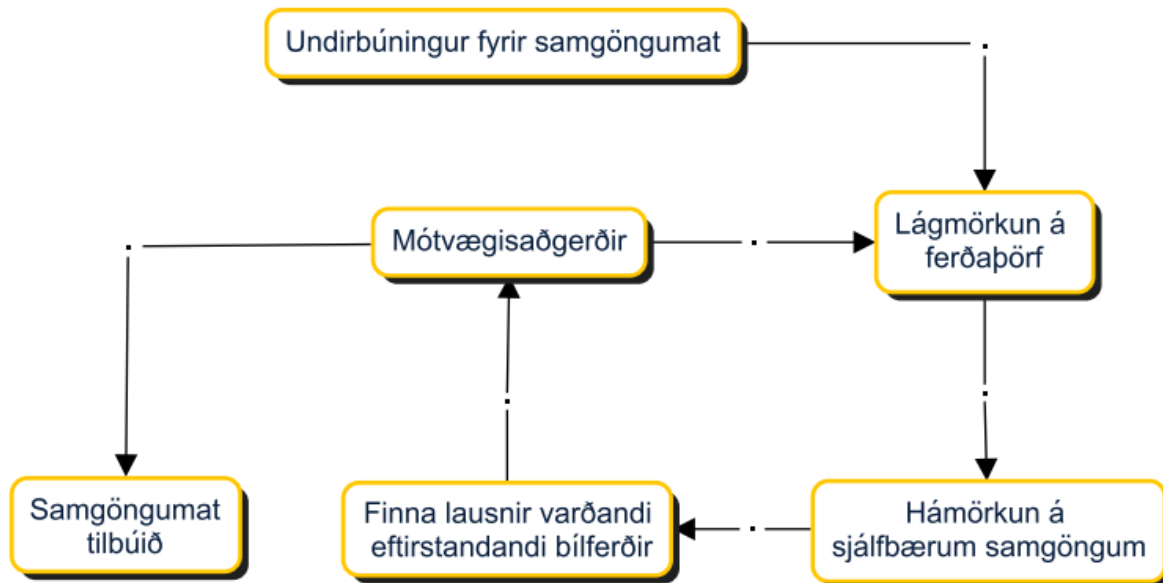 Undirbúningur fyrir samgöngumat
Mótvægisaðgerðir
Lágmörkun á
ferðaþörf
Samgöngumat
tilbúið
Finna lausnir varðandi
eftirstandandi bílferðir
Hámörkun á
sjálfbærum samgöngum